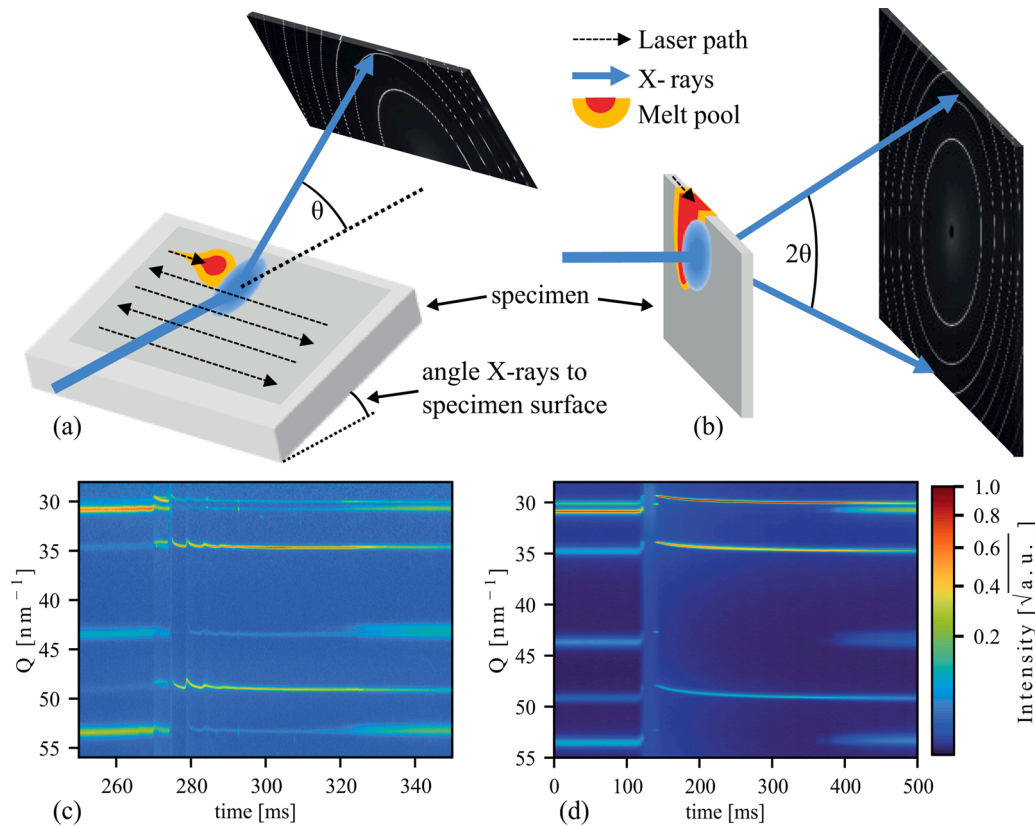 Laser path
X-rays
Melt pool
θ
2θ
specimen
angle X-rays to
specimen surface
(a)
(b)
30
35
40
45
50
55
Q [nm⁻¹]
260
280
300
320
340
time [ms]
(c)
30
35
40
45
50
55
Q [nm⁻¹]
0
100
200
300
400
500
time [ms]
(d)
1.0
0.8
0.6
0.4
0.2
Intensity [√a.u.]